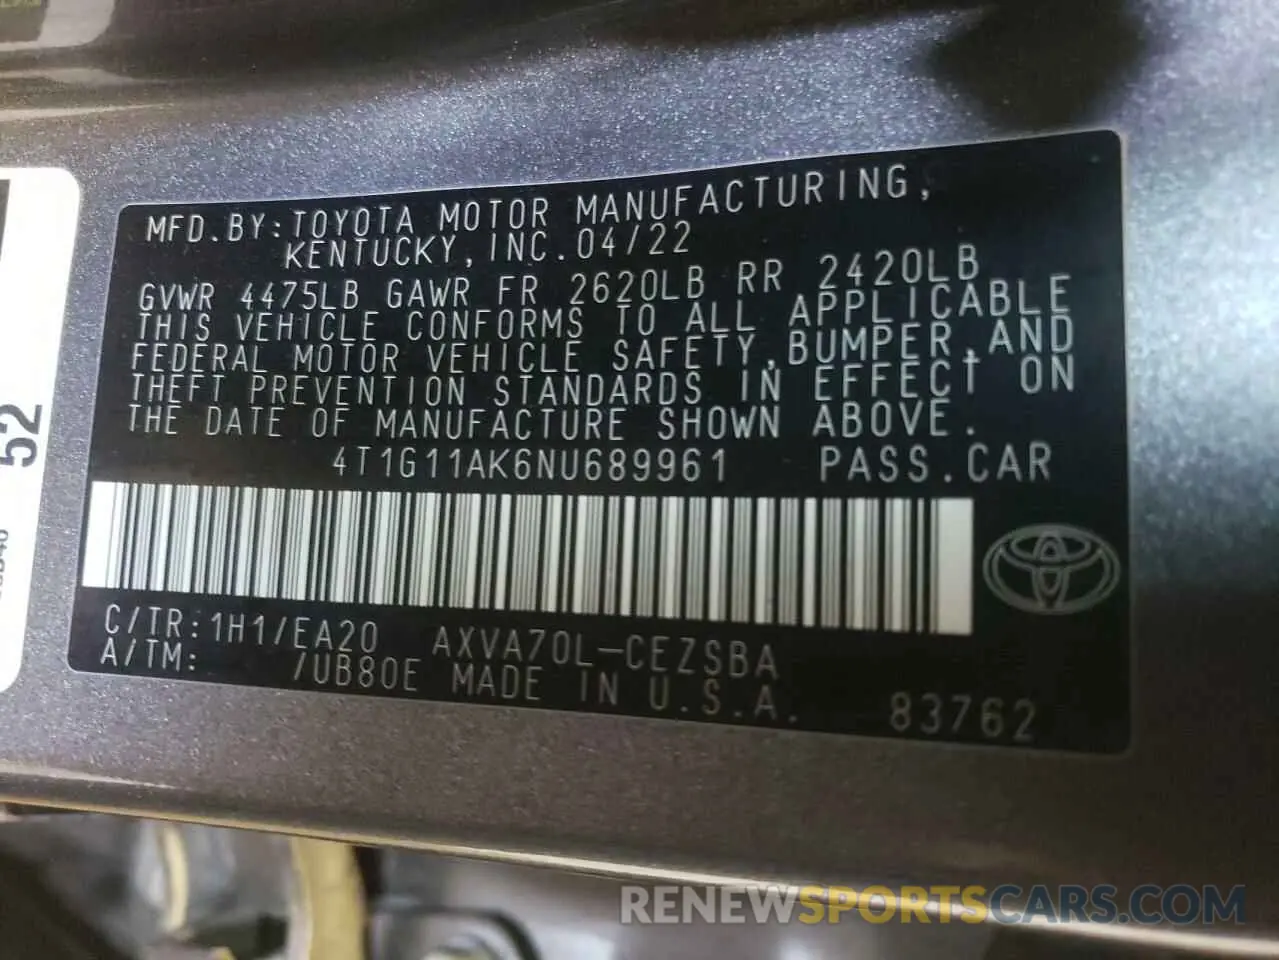 MFD.BY:TOYOTA MOTOR MANUFACTURING,
KENTUCKY,INC.04/22
GVWR 4475LB GAWR FR 2620LB RR 2420LB
THIS VEHICLE CONFORMS TO ALL APPLICABLE
FEDERAL MOTOR VEHICLE SAFETY,BUMPER,AND
THEFT PREVENTION STANDARDS IN EFFECT ON
THE DATE OF MANUFACTURE SHOWN ABOVE.
4T1G11AK6NU689961 PASS.CAR
C/TR:1H1/EA20 AXVA70L-CEZSBA
A/TM: /UB80E MADE IN U.S.A. 83762
52
RENEWSPORTSCARS.COM